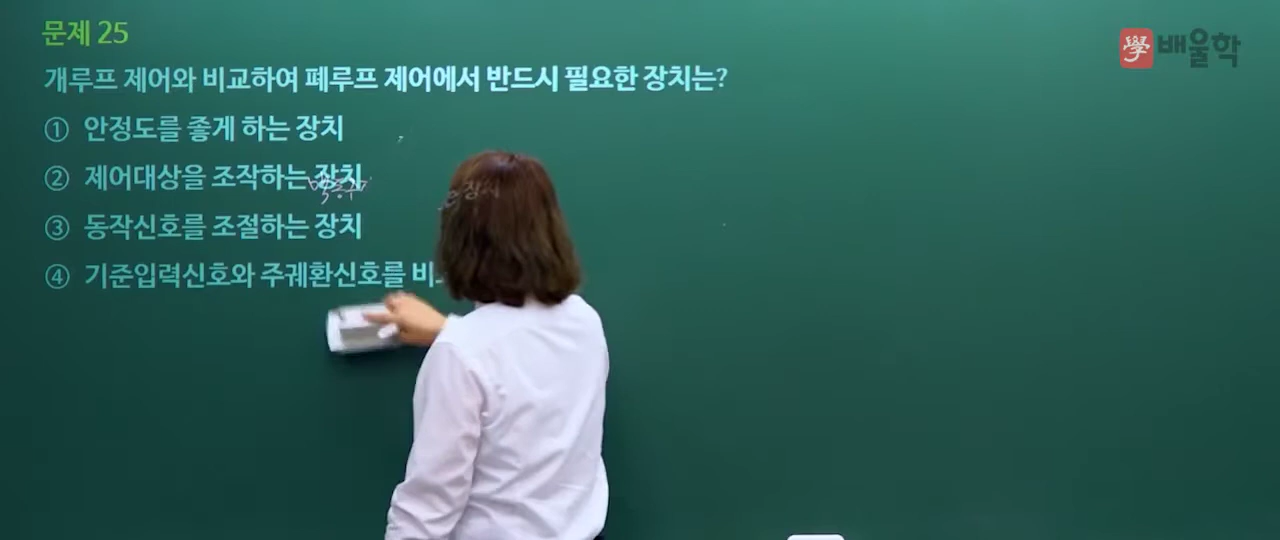 문제 25
學 배울학
개루프 제어와 비교하여 폐루프 제어에서 반드시 필요한 장치는?
① 안정도를 좋게 하는 장치
② 제어대상을 조작하는 장치
③ 동작신호를 조절하는 장치
④ 기준입력신호와 주궤환신호를